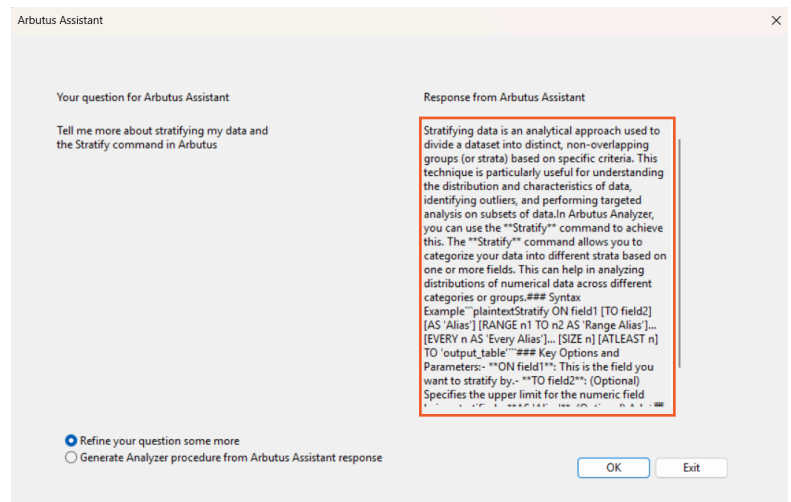 Arbutus Assistant
Your question for Arbutus Assistant
Tell me more about stratifying my data and
the Stratify command in Arbutus
Response from Arbutus Assistant
Stratifying data is an analytical approach used to
divide a dataset into distinct, non-overlapping
groups (or strata) based on specific criteria. This
technique is particularly useful for understanding
the distribution and characteristics of data,
identifying outliers, and performing targeted
analysis on subsets of data.In Arbutus Analyzer,
you can use the **Stratify** command to achieve
this. The **Stratify** command allows you to
categorize your data into different strata based on
one or more fields. This can help in analyzing
distributions of numerical data across different
categories or groups.### Syntax
Example```plaintextStratify ON field1 [TO field2]
[AS 'Alias'] [RANGE n1 TO n2 AS 'Range Alias']...
[EVERY n AS 'Every Alias']... [SIZE n] [ATLEAST n]
TO 'output_table'```### Key Options and
Parameters:- **ON field1**: This is the field you
want to stratify by.- **TO field2**: (Optional)
Specifies the upper limit for the numeric field
Refine your question some more
Generate Analyzer procedure from Arbutus Assistant response
OK
Exit